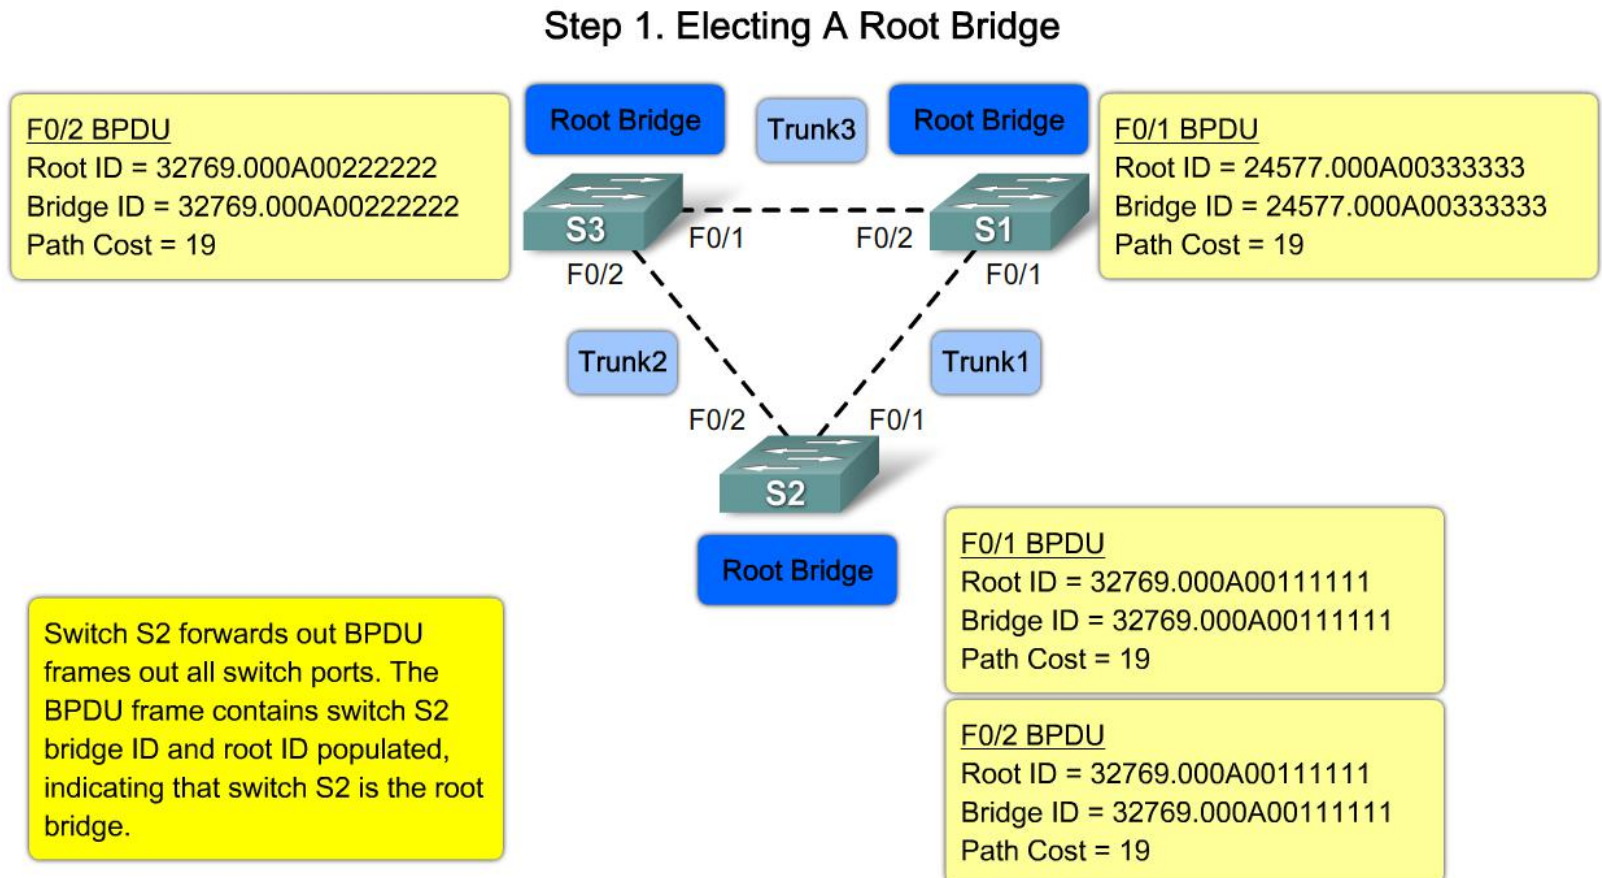 Step 1. Electing A Root Bridge
F0/2 BPDU
Root ID = 32769.000A00222222
Bridge ID = 32769.000A00222222
Path Cost = 19
Root Bridge
Trunk3
Root Bridge
F0/1 BPDU
Root ID = 24577.000A00333333
Bridge ID = 24577.000A00333333
Path Cost = 19
S3
F0/1
F0/2
S1
F0/2
F0/1
Trunk2
Trunk1
F0/2
F0/1
S2
Root Bridge
F0/1 BPDU
Root ID = 32769.000A00111111
Bridge ID = 32769.000A00111111
Path Cost = 19
F0/2 BPDU
Root ID = 32769.000A00111111
Bridge ID = 32769.000A00111111
Path Cost = 19
Switch S2 forwards out BPDU
frames out all switch ports. The
BPDU frame contains switch S2
bridge ID and root ID populated,
indicating that switch S2 is the root
bridge.